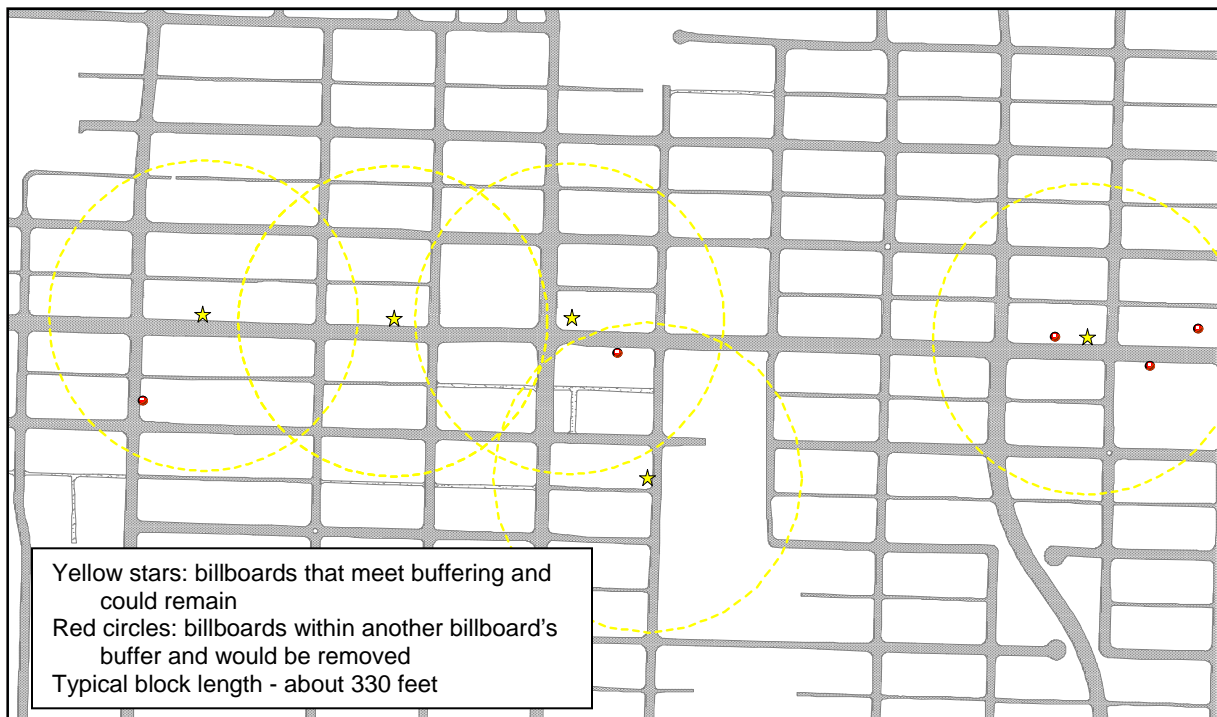 Yellow stars: billboards that meet buffering and
could remain
Red circles: billboards within another billboard's
buffer and would be removed
Typical block length - about 330 feet